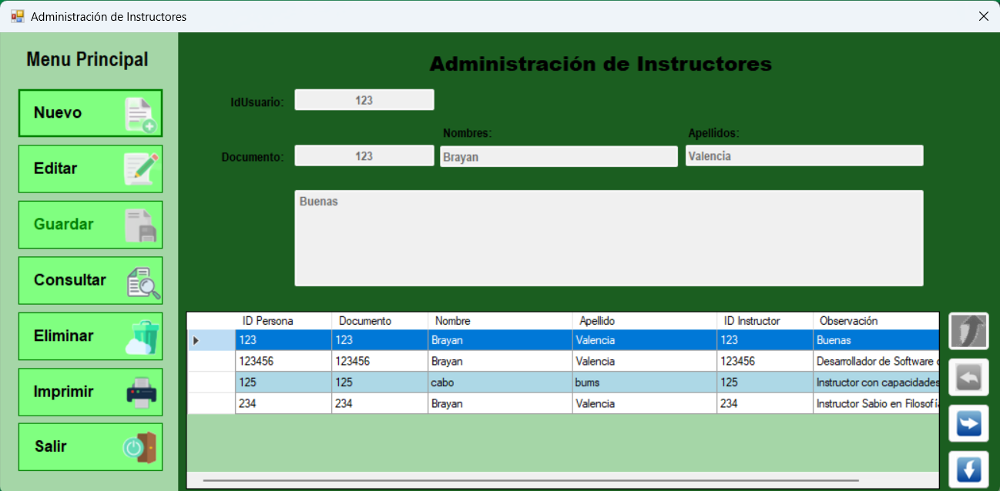 Administración de Instructores
Menu Principal
Nuevo
Editar
Guardar
Consultar
Eliminar
Imprimir
Salir
Administración de Instructores
IdUsuario: 123
Nombres: Apellidos:
Documento: 123 Brayan Valencia
Buenas
ID Persona Documento Nombre Apellido ID Instructor Observación
123 123 Brayan Valencia 123 Buenas
123456 123456 Brayan Valencia 123456 Desarrollador de Software
125 125 cabo bums 125 Instructor con capacidades
234 234 Brayan Valencia 234 Instructor Sabio en Filosofí